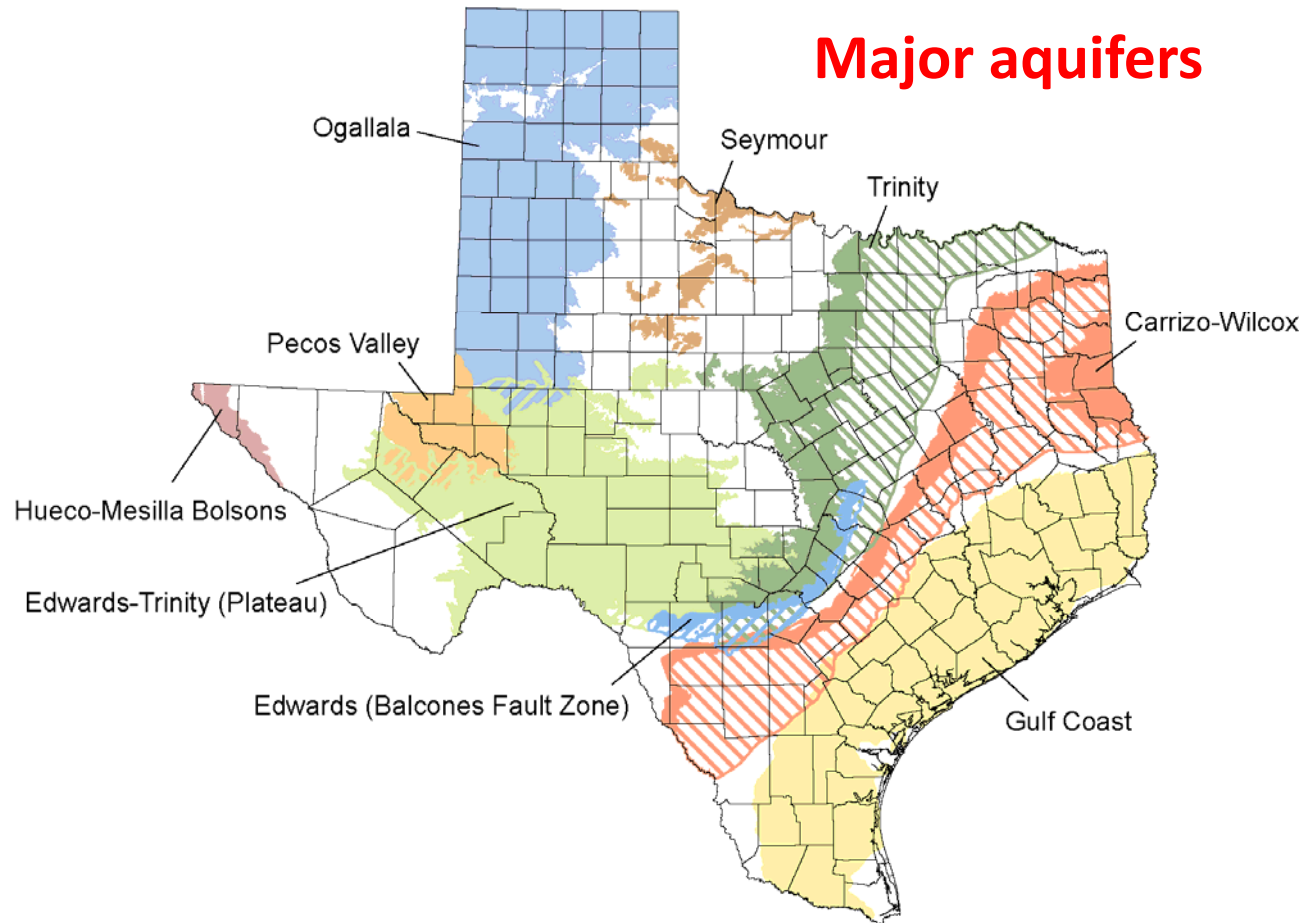 Major aquifers
Ogallala
Seymour
Trinity
Carrizo-Wilcox
Pecos Valley
Hueco-Mesilla Bolsons
Edwards-Trinity (Plateau)
Edwards (Balcones Fault Zone)
Gulf Coast